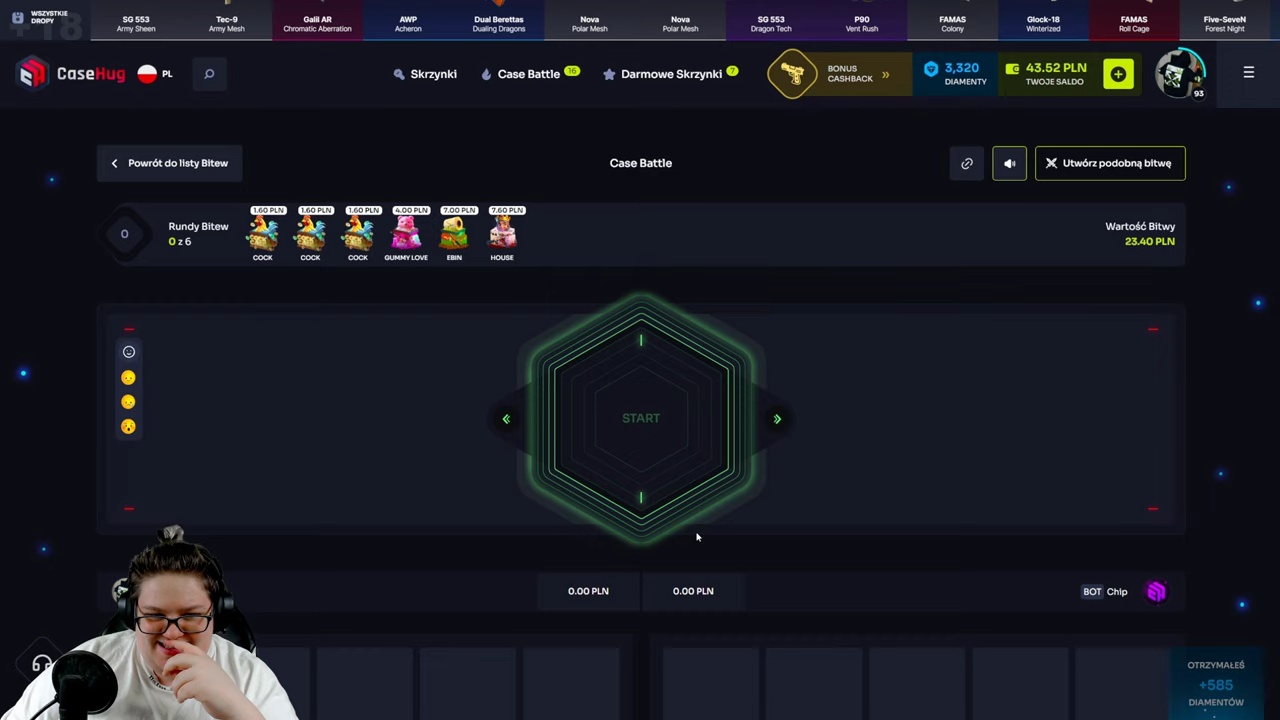 WSZYSTKIE
DROPY
+18
SG 553
Army Sheen
Tec-9
Army Mesh
Galil AR
Chromatic Aberration
AWP
Acheron
Dual Berettas
Dualing Dragons
Nova
Polar Mesh
Nova
Polar Mesh
SG 553
Dragon Tech
P90
Vent Rush
FAMAS
Colony
Glock-18
Winterized
FAMAS
Roll Cage
Five-SeveN
Forest Night
CaseHug
PL
Skrzynki
Case Battle 16
Darmowe Skrzynki 7
BONUS
CASHBACK
3,320
DIAMENTY
43.52 PLN
TWOJE SALDO
93
Powrót do listy Bitew
Case Battle
Utwórz podobną bitwę
0
Rundy Bitew
0 z 6
1.60 PLN
COCK
1.60 PLN
COCK
1.60 PLN
COCK
4.00 PLN
GUMMY LOVE
7.00 PLN
EBIN
7.60 PLN
HOUSE
Wartość Bitwy
23.40 PLN
START
0.00 PLN
0.00 PLN
BOT Chip
OTRZYMAŁEŚ
+585
DIAMENTÓW